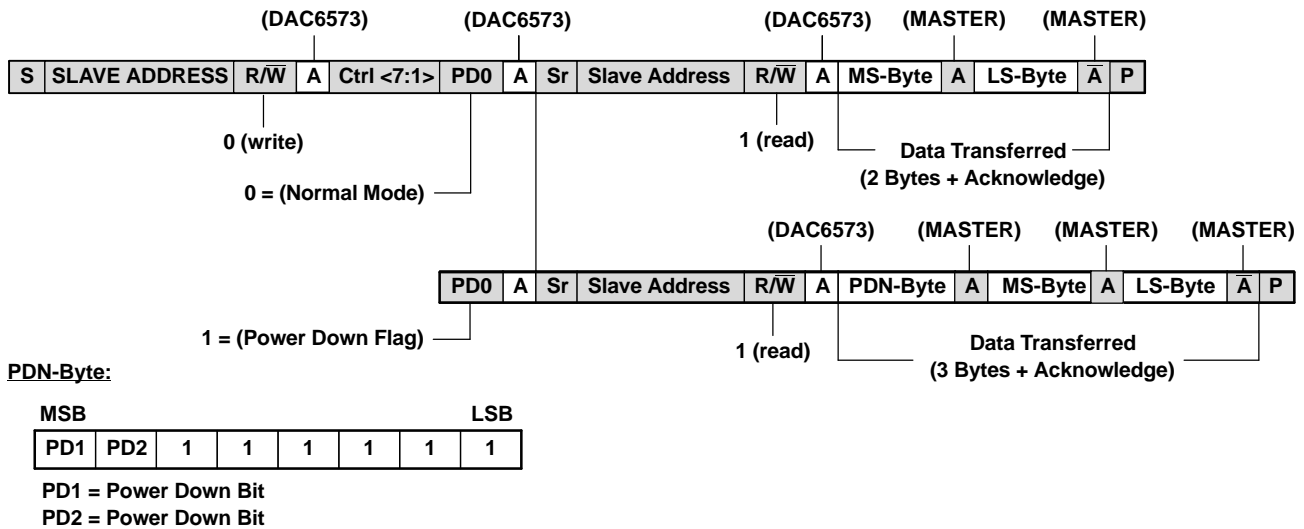 (DAC6573) (DAC6573) (DAC6573) (MASTER) (MASTER)
S SLAVE ADDRESS R/W̅ A Ctrl <7:1> PD0 A Sr Slave Address R/W̅ A MS-Byte A LS-Byte A̅ P
0 (write) 1 (read) Data Transferred
(2 Bytes + Acknowledge)
0 = (Normal Mode)
(DAC6573) (MASTER) (MASTER) (MASTER)
PD0 A Sr Slave Address R/W̅ A PDN-Byte A MS-Byte A LS-Byte A̅ P
1 = (Power Down Flag) 1 (read) Data Transferred
(3 Bytes + Acknowledge)
PDN-Byte:
MSB LSB
PD1 PD2 1 1 1 1 1 1
PD1 = Power Down Bit
PD2 = Power Down Bit